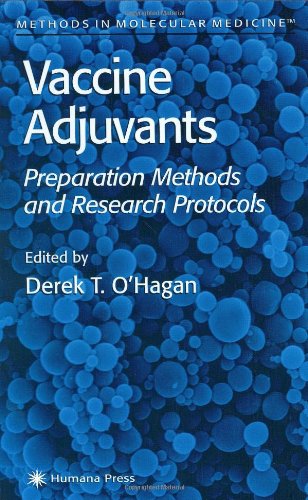 METHODS IN MOLECULAR MEDICINE™
Vaccine
Adjuvants
Preparation Methods
and Research Protocols
Edited by
Derek T. O'Hagan
Humana Press